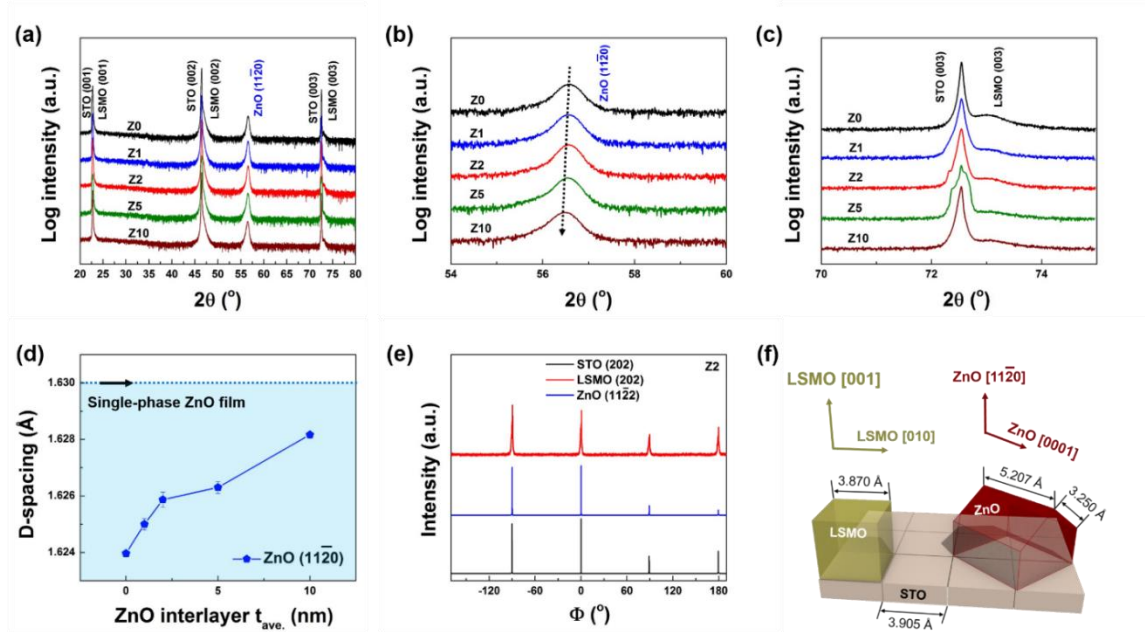 (a)
Log intensity (a.u.)
STO (001)
LSMO (001)
STO (002)
LSMO (002)
ZnO (112̅0)
STO (003)
LSMO (003)
Z0
Z1
Z2
Z5
Z10
20 25 30 35 40 45 50 55 60 65 70 75 80
2θ (°)
(b)
Log intensity (a.u.)
ZnO (112̅0)
Z0
Z1
Z2
Z5
Z10
54 56 58 60
2θ (°)
(c)
Log intensity (a.u.)
STO (003)
LSMO (003)
Z0
Z1
Z2
Z5
Z10
70 72 74
2θ (°)
(d)
D-spacing (Å)
1.630
1.628
1.626
1.624
Single-phase ZnO film
ZnO (112̅0)
0 2 4 6 8 10
ZnO interlayer t_ave. (nm)
(e)
Intensity (a.u.)
STO (202)
LSMO (202)
ZnO (112̅2)
Z2
-120 -60 0 60 120 180
Φ (°)
(f)
LSMO [001]
LSMO [010]
ZnO [112̅0]
ZnO [0001]
3.870 Å
5.207 Å
3.250 Å
LSMO
ZnO
STO
3.905 Å